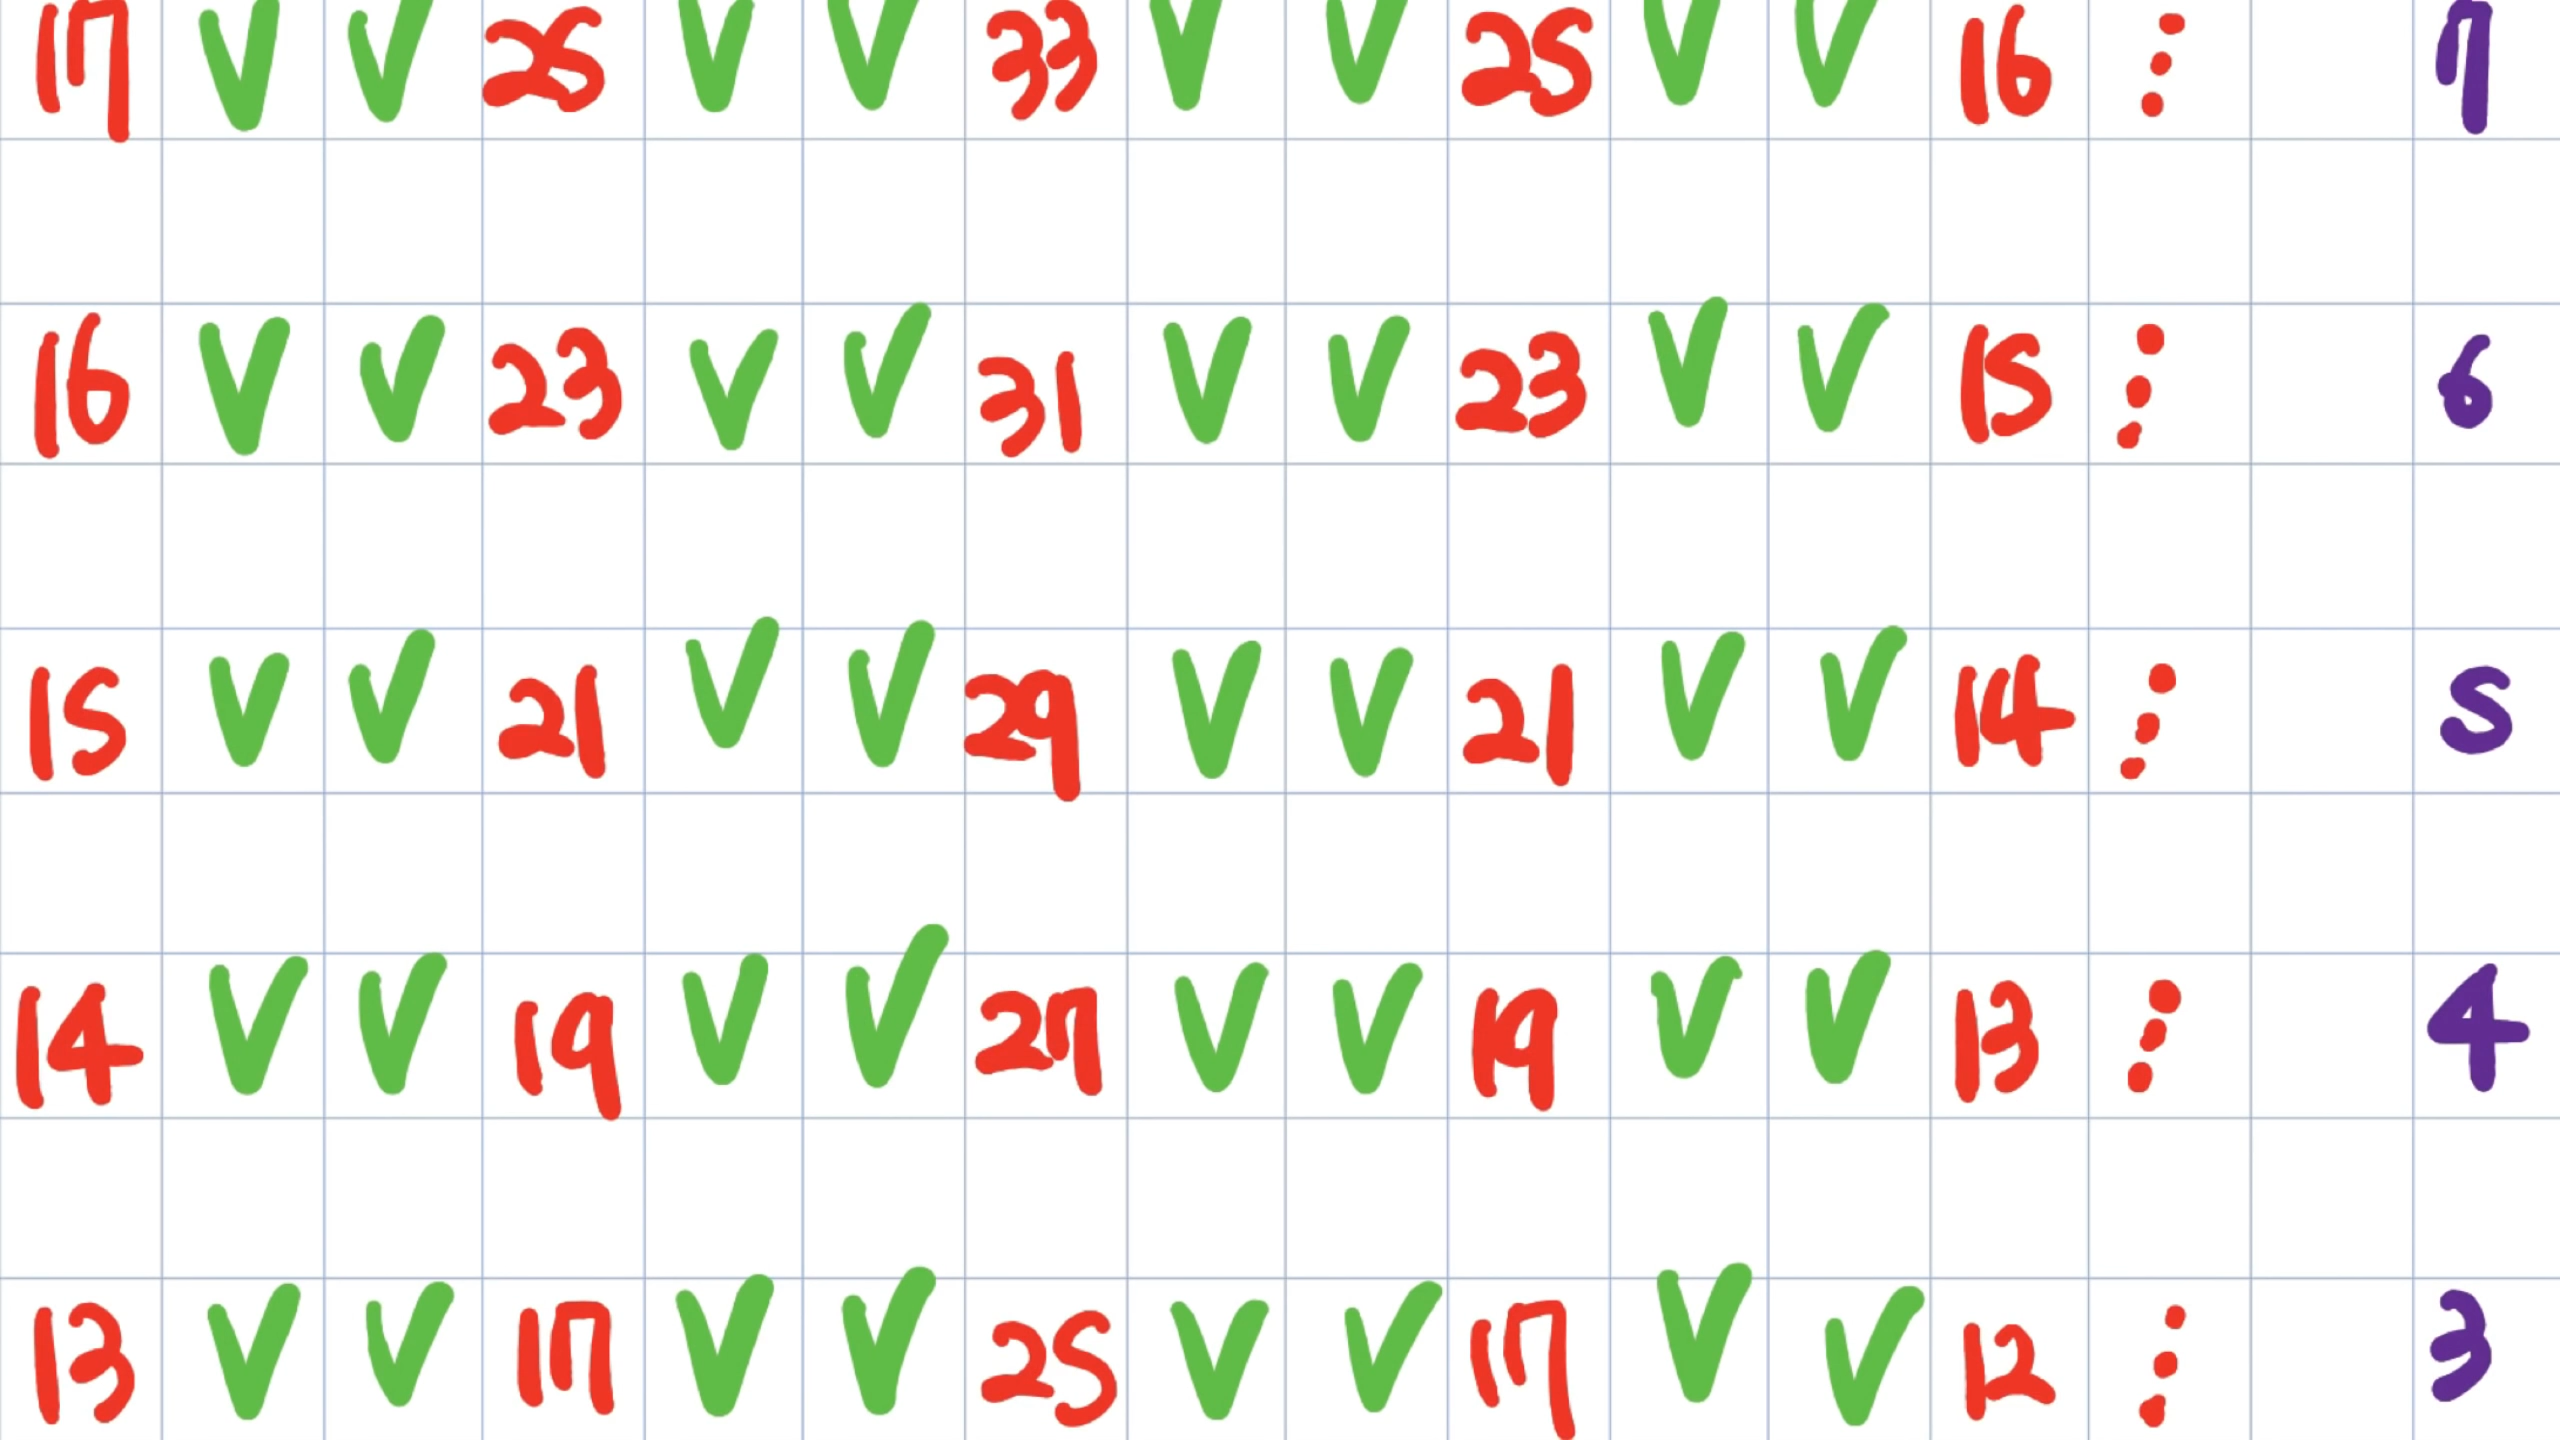 17 V V 25 V V 33 V V 25 V V 16 ⋮ 7
16 V V 23 V V 31 V V 23 V V 15 ⋮ 6
15 V V 21 V V 29 V V 21 V V 14 ⋮ 5
14 V V 19 V V 27 V V 19 V V 13 ⋮ 4
13 V V 17 V V 25 V V 17 V V 12 ⋮ 3